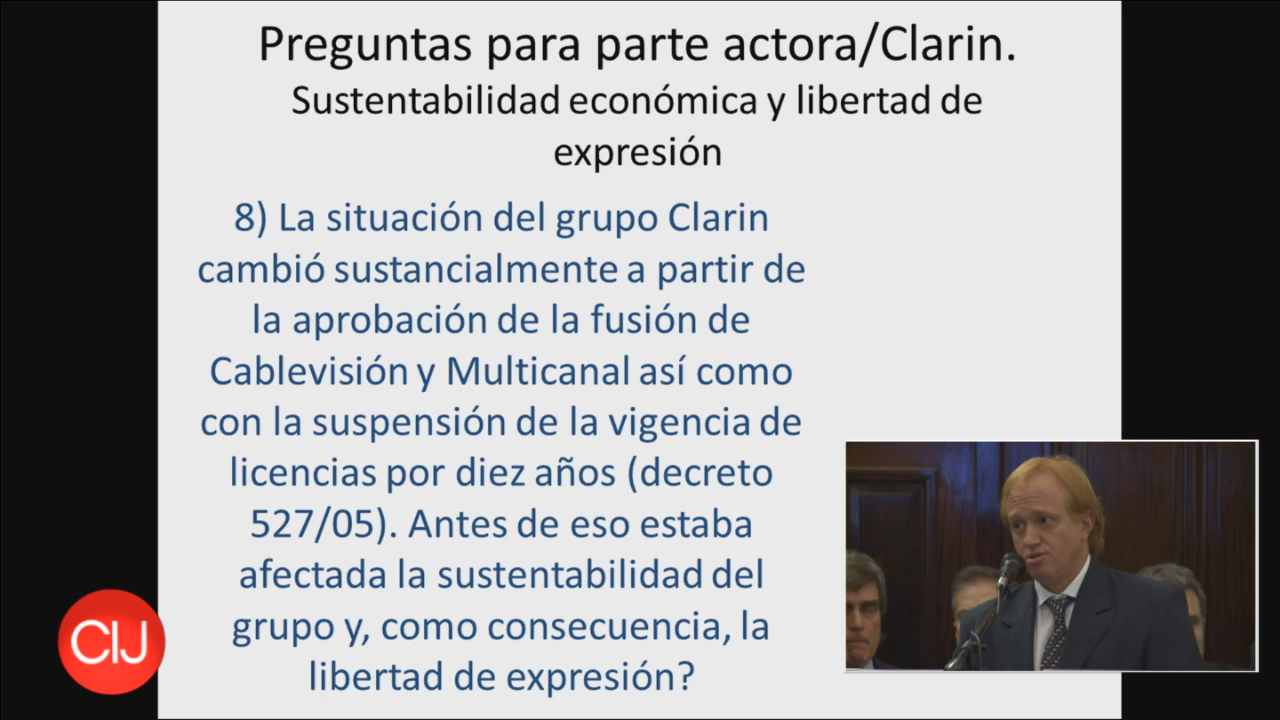 Preguntas para parte actora/Clarin.
Sustentabilidad económica y libertad de
expresión
8) La situación del grupo Clarin
cambió sustancialmente a partir de
la aprobación de la fusión de
Cablevisión y Multicanal así como
con la suspensión de la vigencia de
licencias por diez años (decreto
527/05). Antes de eso estaba
afectada la sustentabilidad del
grupo y, como consecuencia, la
libertad de expresión?
CIJ